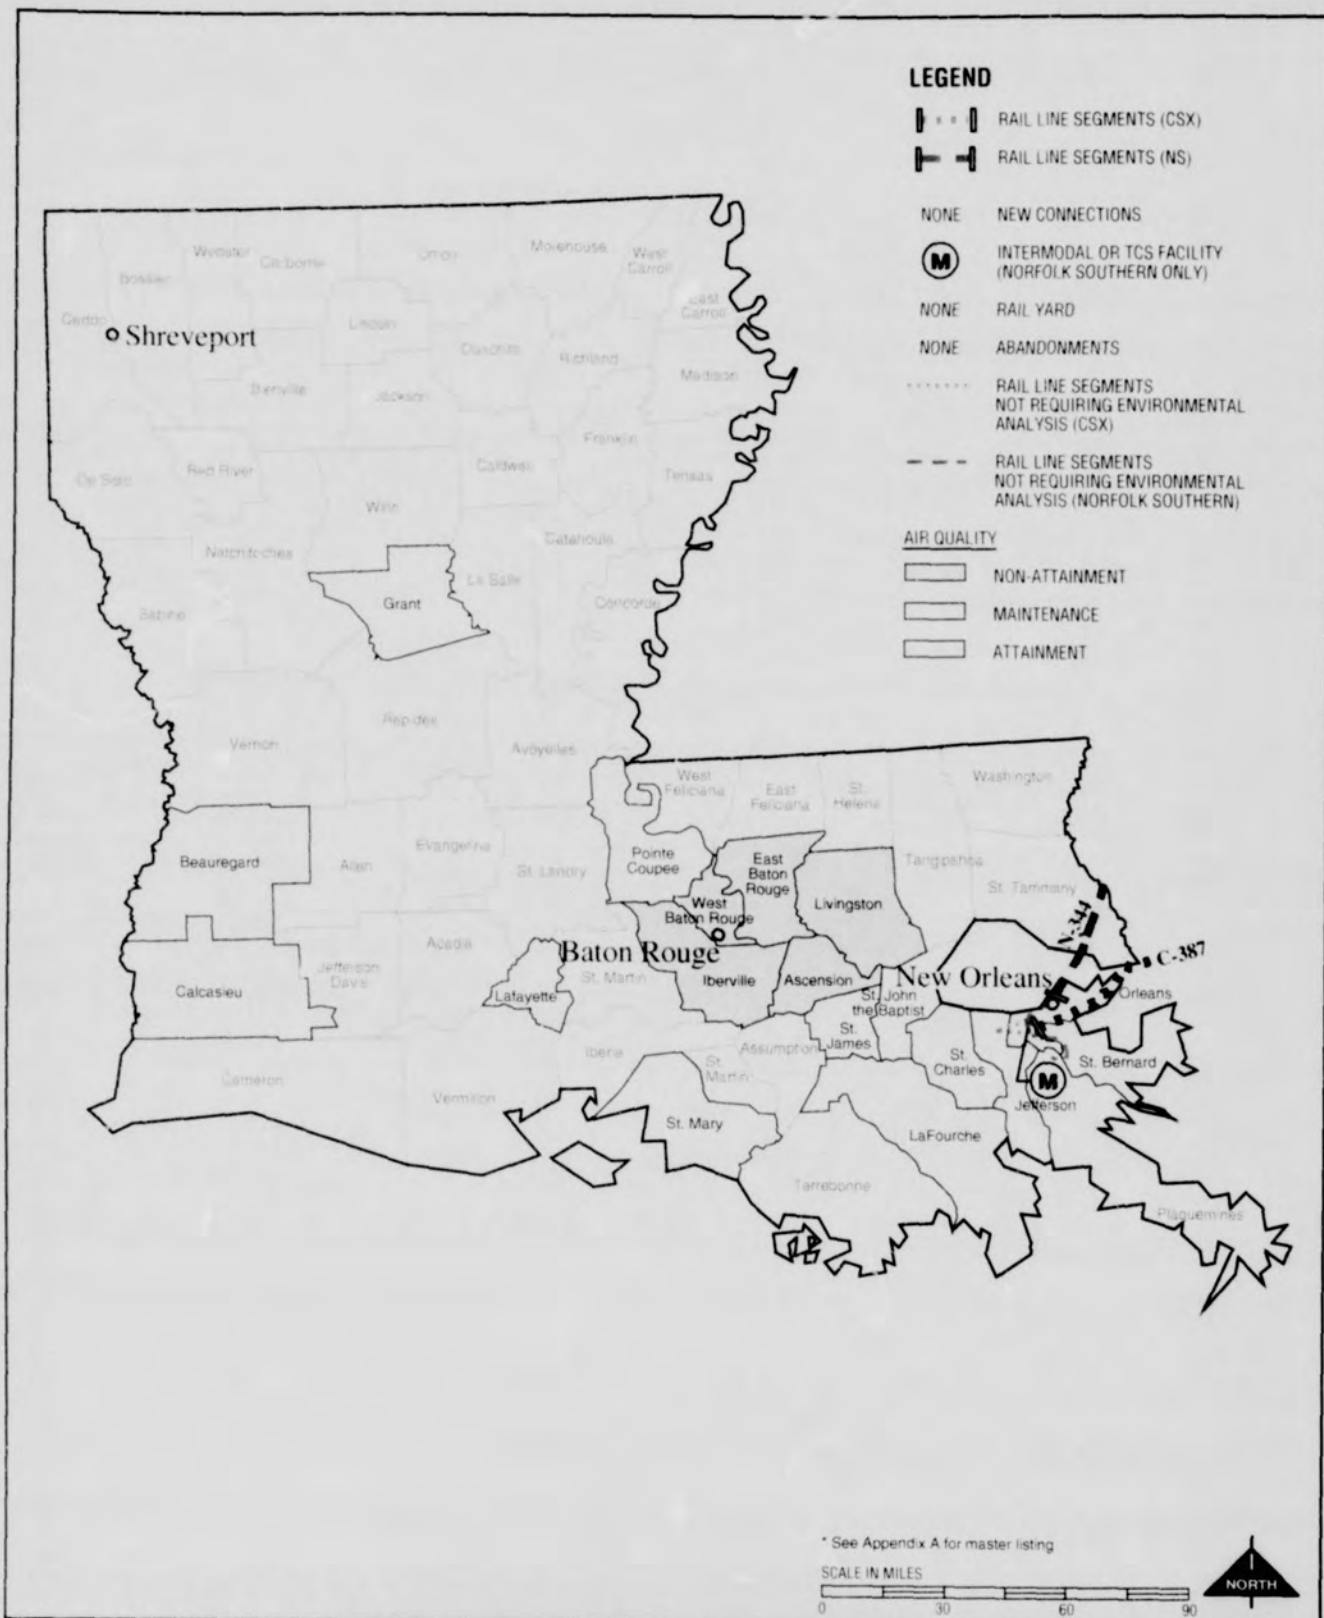 LEGEND
RAIL LINE SEGMENTS (CSX)
RAIL LINE SEGMENTS (NS)
NONE NEW CONNECTIONS
M INTERMODAL OR TCS FACILITY
(NORFOLK SOUTHERN ONLY)
NONE RAIL YARD
NONE ABANDONMENTS
RAIL LINE SEGMENTS
NOT REQUIRING ENVIRONMENTAL
ANALYSIS (CSX)
RAIL LINE SEGMENTS
NOT REQUIRING ENVIRONMENTAL
ANALYSIS (NORFOLK SOUTHERN)
AIR QUALITY
NON-ATTAINMENT
MAINTENANCE
ATTAINMENT
Webster
Claiborne
Union
Morehouse
West
Carroll
Bossier
East
Carroll
Caddo
Shreveport
Lincoln
Ouachita
Richland
Madison
Bienville
Jackson
Franklin
De Soto
Red River
Caldwell
Tensas
Winn
Natchitoches
Catahoula
La Salle
Grant
Concordia
Sabine
Rapides
Vernon
Avoyelles
West
Feliciana
East
Feliciana
St.
Helena
Washington
Beauregard
Allen
Evangeline
St. Landry
Pointe
Coupee
East
Baton
Rouge
Livingston
Tangipahoa
St. Tammany
West
Baton Rouge
N-344
C-387
Baton Rouge
New Orleans
Orleans
Acadia
Jefferson
Davis
Calcasieu
Lafayette
St. Martin
Iberville
Ascension
St. John
the Baptist
St.
James
St.
Charles
St. Bernard
M
Jefferson
Iberia
St.
Martin
Assumption
Cameron
Vermilion
St. Mary
LaFourche
Terrebonne
Plaquemines
* See Appendix A for master listing
SCALE IN MILES
0 30 60 90
NORTH